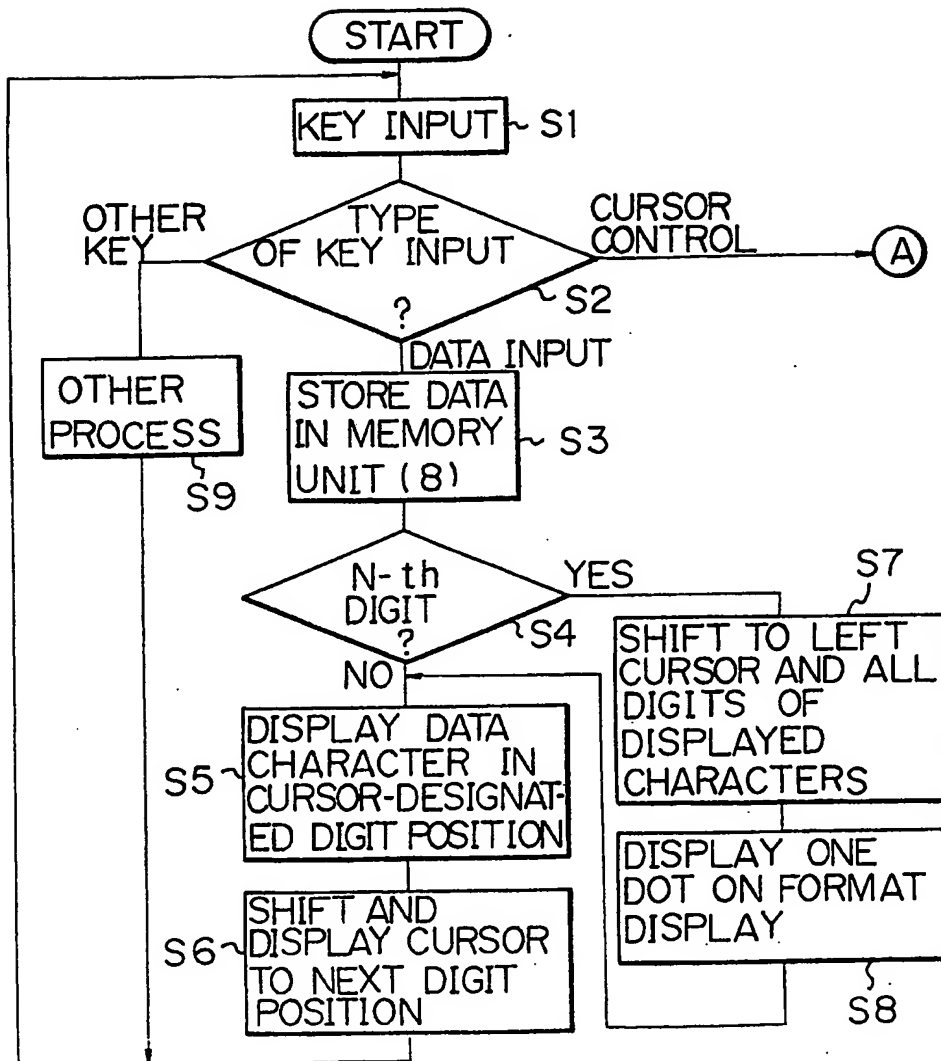 START
KEY INPUT
S1
OTHER
KEY
TYPE
OF KEY INPUT
?
S2
CURSOR
CONTROL
A
DATA INPUT
OTHER
PROCESS
S9
STORE DATA
IN MEMORY
UNIT (8)
S3
N-th
DIGIT
?
S4
YES
NO
S7
SHIFT TO LEFT
CURSOR AND ALL
DIGITS OF
DISPLAYED
CHARACTERS
S5
DISPLAY DATA
CHARACTER IN
CURSOR-DESIGNAT-
ED DIGIT POSITION
DISPLAY ONE
DOT ON FORMAT
DISPLAY
S8
S6
SHIFT AND
DISPLAY CURSOR
TO NEXT DIGIT
POSITION